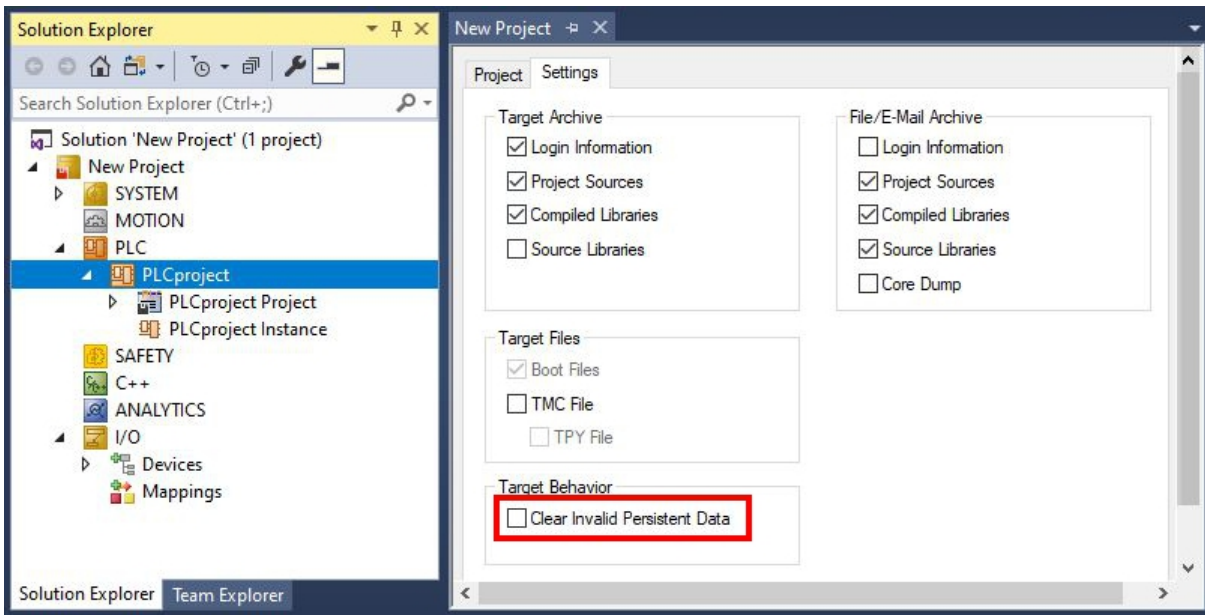 Solution Explorer
Search Solution Explorer (Ctrl+;)
Solution 'New Project' (1 project)
New Project
SYSTEM
MOTION
PLC
PLCproject
PLCproject Project
PLCproject Instance
SAFETY
C++
ANALYTICS
I/O
Devices
Mappings
Solution Explorer
Team Explorer
New Project
Project
Settings
Target Archive
Login Information
Project Sources
Compiled Libraries
Source Libraries
File/E-Mail Archive
Login Information
Project Sources
Compiled Libraries
Source Libraries
Core Dump
Target Files
Boot Files
TMC File
TPY File
Target Behavior
Clear Invalid Persistent Data